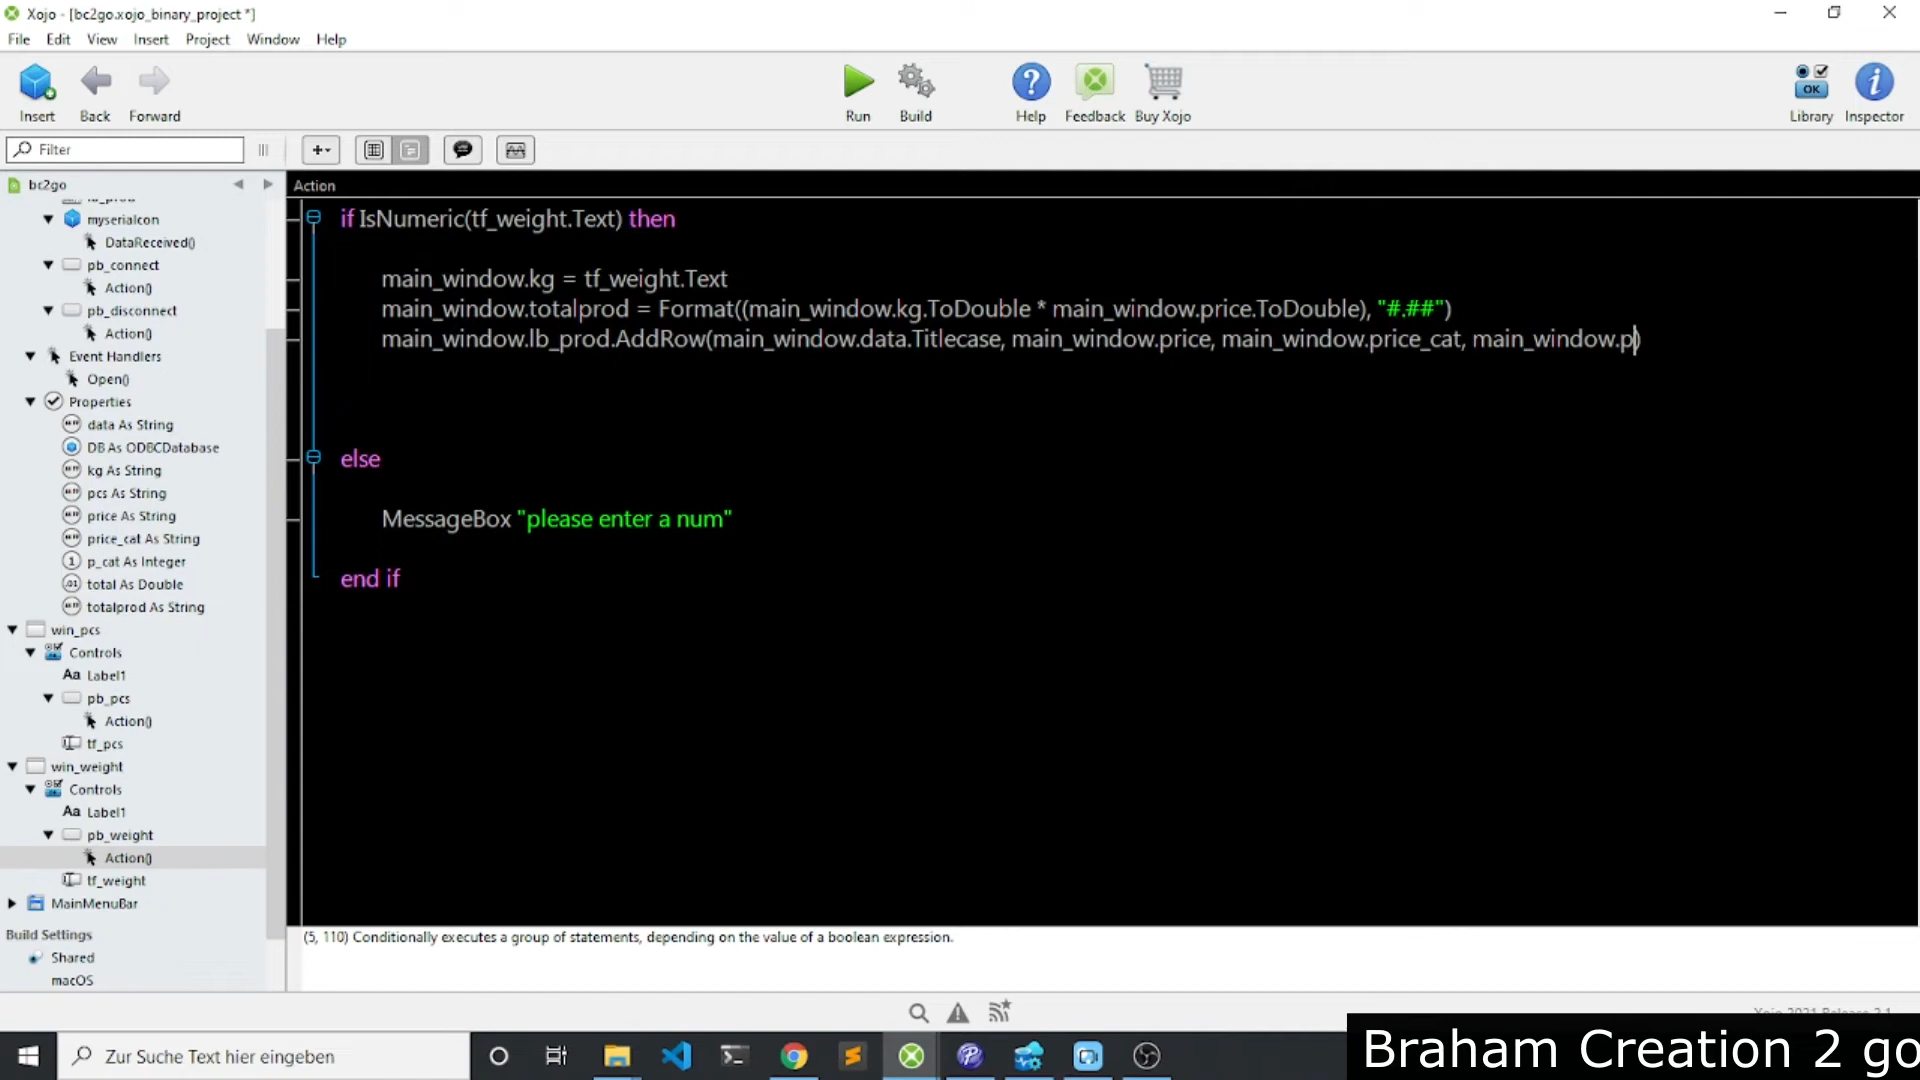 Xojo - [bc2go.xojo_binary_project *]
File Edit View Insert Project Window Help
Insert Back Forward Run Build Help Feedback Buy Xojo OK Library Inspector
Filter
bc2go
Action
myserialcon
DataReceived()
pb_connect
Action()
pb_disconnect
Action()
Event Handlers
Open()
Properties
data As String
DB As ODBCDatabase
kg As String
pcs As String
price As String
price_cat As String
p_cat As Integer
total As Double
totalprod As String
win_pcs
Controls
Aa Label1
pb_pcs
Action()
tf_pcs
win_weight
Controls
Aa Label1
pb_weight
Action()
tf_weight
MainMenuBar
Build Settings
Shared
macOS
if IsNumeric(tf_weight.Text) then
main_window.kg = tf_weight.Text
main_window.totalprod = Format((main_window.kg.ToDouble * main_window.price.ToDouble), "#.##")
main_window.lb_prod.AddRow(main_window.data.Titlecase, main_window.price, main_window.price_cat, main_window.p)
else
MessageBox "please enter a num"
end if
(5, 110) Conditionally executes a group of statements, depending on the value of a boolean expression.
Zur Suche Text hier eingeben
Braham Creation 2 go